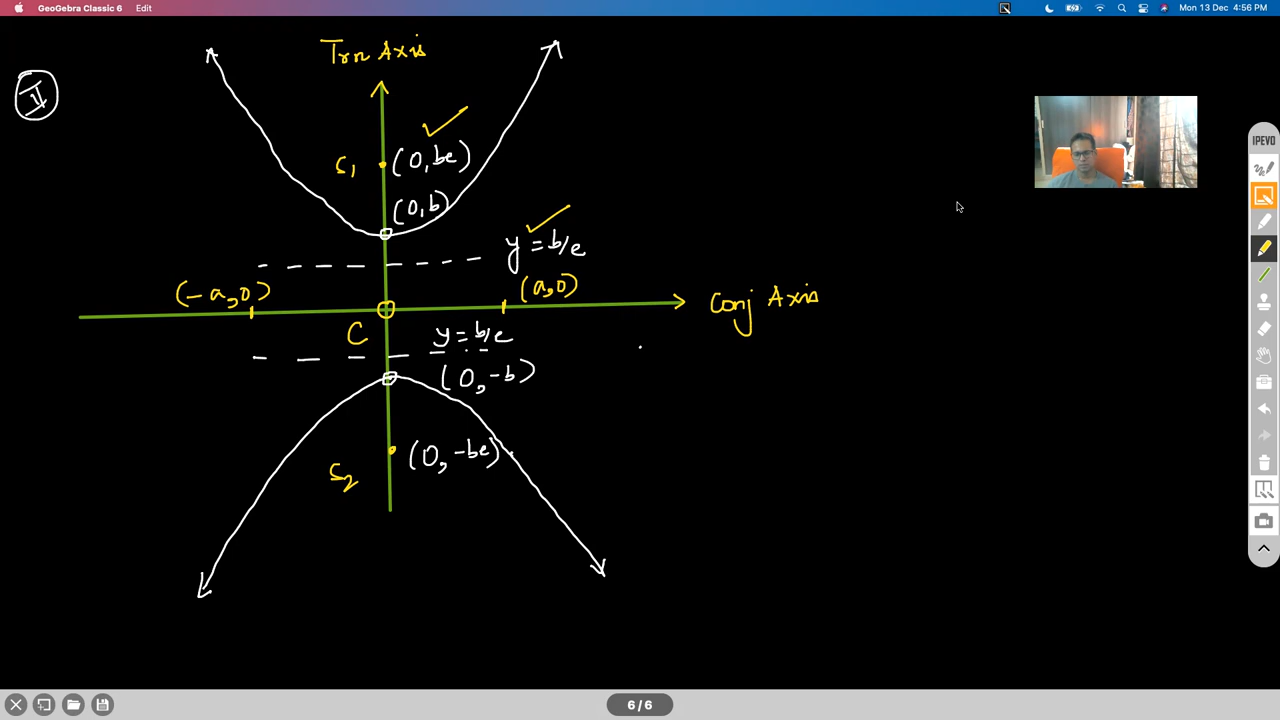 GeoGebra Classic 6 Edit
Mon 13 Dec 4:56 PM
Trn Axis
II
IPEVO
S1 (0, be)
(0, b)
y = b/e
(-a, 0) (a, 0)
Conj Axis
C y = b/e
(0, -b)
S2 (0, -be)
6 / 6